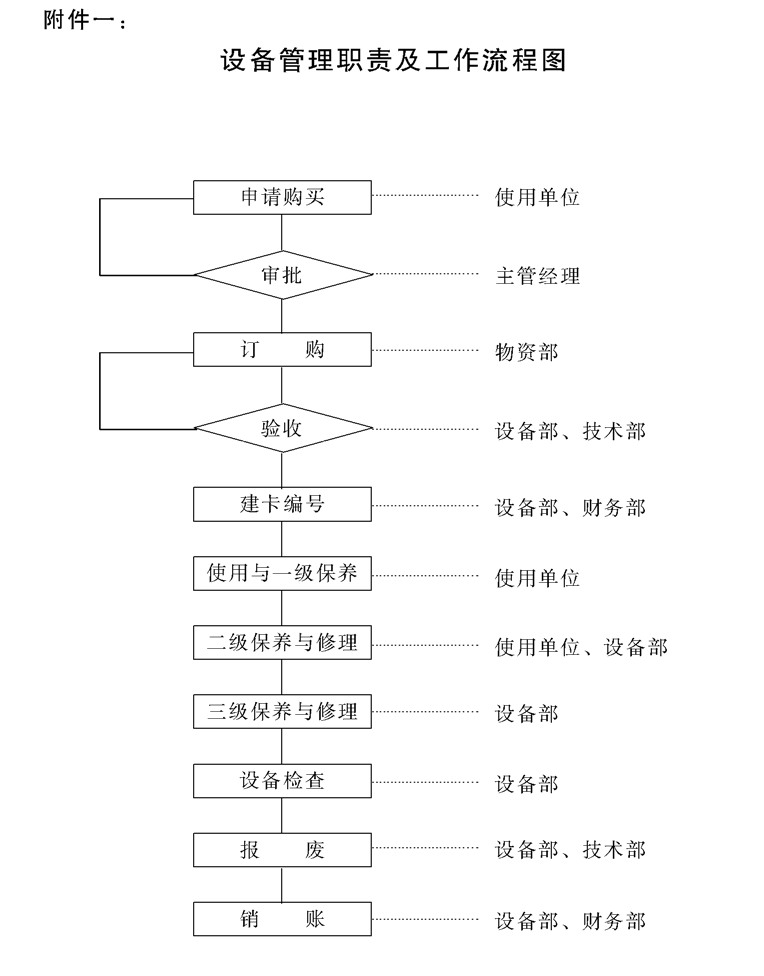 附件一：
设备管理职责及工作流程图
申请购买 使用单位
审批 主管经理
订 购 物资部
验收 设备部、技术部
建卡编号 设备部、财务部
使用与一级保养 使用单位
二级保养与修理 使用单位、设备部
三级保养与修理 设备部
设备检查 设备部
报 废 设备部、技术部
销 账 设备部、财务部